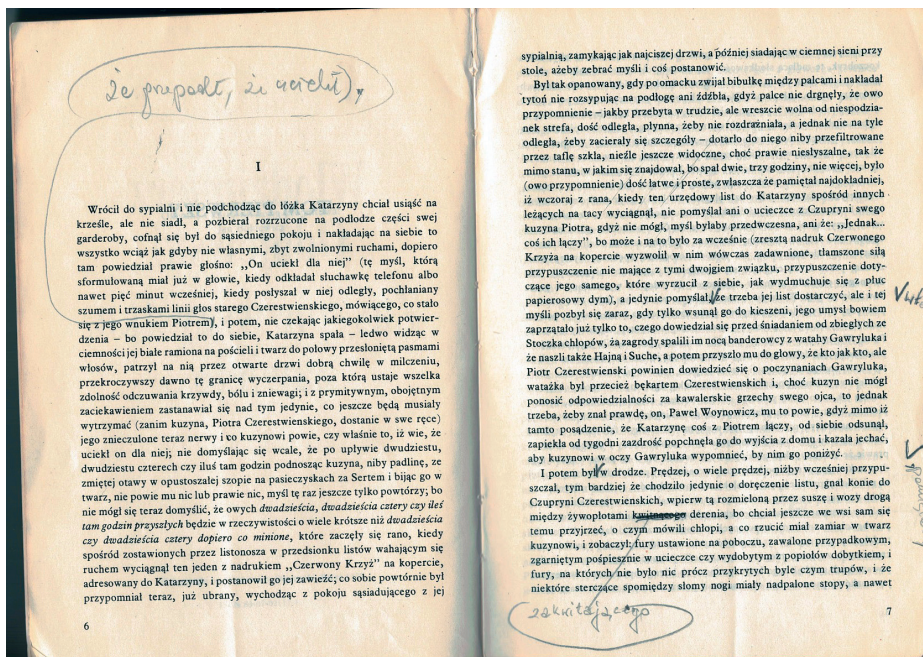 że przepadł, że uciekł),
I
Wrócił do sypialni i nie podchodząc do łóżka Katarzyny chciał usiąść na
krześle, ale nie siadł, a pozbierał rozrzucone na podłodze części swej
garderoby, cofnął się był do sąsiedniego pokoju i nakładając na siebie to
wszystko wciąż jak gdyby nie własnymi, zbyt zwolnionymi ruchami, dopiero
tam powiedział prawie głośno: „On uciekł dla niej” (tę myśl, którą
sformułowaną miał już w głowie, kiedy odkładał słuchawkę telefonu albo
nawet pięć minut wcześniej, kiedy posłyszał w niej odległy, pochłaniany
szumem i trzaskami linii głos starego Czerestwienskiego, mówiącego, co stało
się z jego wnukiem Piotrem), i potem, nie czekając jakiegokolwiek potwier-
dzenia – bo powiedział to do siebie, Katarzyna spała – ledwo widząc w
ciemności jej białe ramiona na pościeli i twarz do połowy przesłoniętą pasmami
włosów, patrzył na nią przez otwarte drzwi dobrą chwilę w milczeniu,
przekroczywszy dawno tę granicę wyczerpania, poza którą ustaje wszelka
zdolność odczuwania krzywdy, bólu i zniewagi; i z prymitywnym, obojętnym
zaciekawieniem zastanawiał się nad tym jedynie, co jeszcze będą musiały
wytrzymać (zanim kuzyna, Piotra Czerestwienskiego, dostanie w swe ręce)
jego znieczulone teraz nerwy i co kuzynowi powie, czy właśnie to, iż wie, że
uciekł on dla niej; nie domyślając się wcale, że po upływie dwudziestu,
dwudziestu czterech czy iluś tam godzin podnosząc kuzyna, niby padlinę, ze
zmiętej otawy w opustoszałej szopie na pasieczyskach za Sertem i bijąc go w
twarz, nie powie mu nic lub prawie nic, myśl tę raz jeszcze tylko powtórzy; bo
nie mógł się teraz domyślić, że owych dwadzieścia, dwadzieścia cztery czy ileś
tam godzin przyszłych będzie w rzeczywistości o wiele krótsze niż dwadzieścia
czy dwadzieścia cztery dopiero co minione, które zaczęły się rano, kiedy
spośród zostawionych przez listonosza w przedsionku listów wahającym się
ruchem wyciągnął ten jeden z nadrukiem „Czerwony Krzyż” na kopercie,
adresowany do Katarzyny, i postanowił go jej zawieźć; co sobie powtórnie był
przypomniał teraz, już ubrany, wychodząc z pokoju sąsiadującego z jej
6
sypialnią, zamykając jak najciszej drzwi, a później siadając w ciemnej sieni przy
stole, ażeby zebrać myśli i coś postanowić.
Był tak opanowany, gdy po omacku zwijał bibułkę między palcami i nakładał
tytoń nie rozsypując na podłogę ani źdźbła, gdyż palce nie drgnęły, że owo
przypomnienie – jakby przebyta w trudzie, ale wreszcie wolna od niespodzia-
nek strefa, dość odległa, płynna, żeby nie rozdrażniała, a jednak nie na tyle
odległa, żeby zacierały się szczegóły – dotarło do niego niby przefiltrowane
przez taflę szkła, nieźle jeszcze widoczne, choć prawie niesłyszalne, tak że
mimo stanu, w jakim się znajdował, bo spał dwie, trzy godziny, nie więcej, było
(owo przypomnienie) dość łatwe i proste, zwłaszcza że pamiętał najdokładniej,
iż wczoraj z rana, kiedy ten urzędowy list do Katarzyny spośród innych
leżących na tacy wyciągnął, nie pomyślał ani o ucieczce z Czupryni swego
kuzyna Piotra, gdyż nie mógł, myśl byłaby przedwczesna, ani że: „Jednak...
coś ich łączy”, bo może i na to było za wcześnie (zresztą nadruk Czerwonego
Krzyża na kopercie wyzwolił w nim wówczas zadawnione, tłamszone siłą
przypuszczenie nie mające z tymi dwojgiem związku, przypuszczenie doty-
czące jego samego, które wyrzucił z siebie, jak wydmuchuje się z płuc
papierosowy dym), a jedynie pomyślał, że trzeba jej list dostarczyć, ale i tej
myśli pozbył się zaraz, gdy tylko wsunął go do kieszeni, jego umysł bowiem
zaprzątało już tylko to, czego dowiedział się przed śniadaniem od zbiegłych ze
Stoczka chłopów, iż zagrody spalili im nocą banderowcy z watahy Gawryluka i
że naszli także Hajną i Suche, a potem przyszło mu do głowy, że kto jak kto, ale
Piotr Czerestwienski powinien dowiedzieć się o poczynaniach Gawryluka,
watażka był przecież bękartem Czerestwienskich i, choć kuzyn nie mógł
ponosić odpowiedzialności za kawalerskie grzechy swego ojca, to jednak
trzeba, żeby znał prawdę, on, Paweł Woynowicz, mu to powie, gdyż mimo iż
tamto posądzenie, że Katarzynę coś z Piotrem łączy, od siebie odsunął,
zapiekła od tygodni zazdrość popchnęła go do wyjścia z domu i kazała jechać,
aby kuzynowi w oczy Gawryluka wypomnieć, by nim go poniżyć.
I potem był w drodze. Prędzej, o wiele prędzej, niżby wcześniej przypu-
szczał, tym bardziej że chodziło jedynie o doręczenie listu, gnał konie do
Czupryni Czerestwienskich, wpierw tą rozmieloną przez suszę i wozy drogą
między żywopłotami kwitnącego derenia, bo chciał jeszcze we wsi sam się
temu przyjrzeć, o czym mówili chłopi, a co rzucić miał zamiar w twarz
kuzynowi, i zobaczył: fury ustawione na poboczu, zawalone przypadkowym,
zgarniętym pośpiesznie w ucieczce czy wydobytym z popiołów dobytkiem, i
fury, na których nie było nic prócz przykrytych byle czym trupów, i że
niektóre sterczące spomiędzy słomy nogi miały nadpalone stopy, a nawet
zakwitającego
7